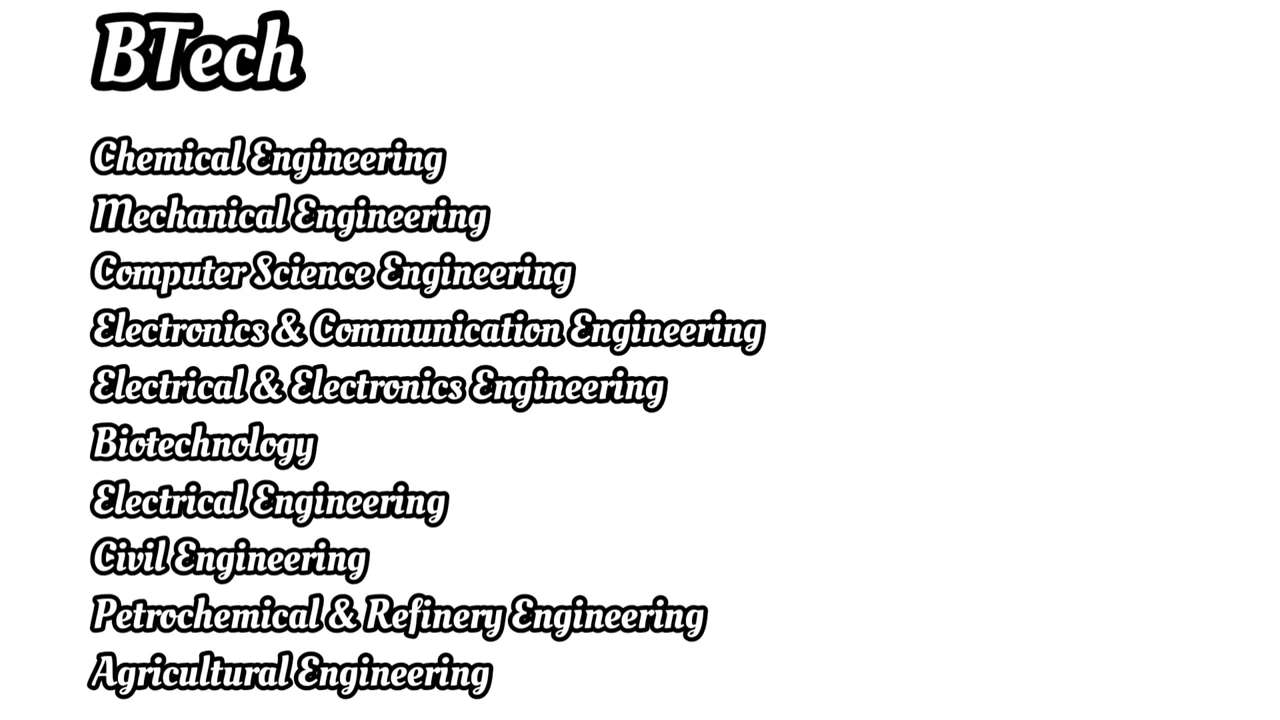 BTech
Chemical Engineering
Mechanical Engineering
Computer Science Engineering
Electronics & Communication Engineering
Electrical & Electronics Engineering
Biotechnology
Electrical Engineering
Civil Engineering
Petrochemical & Refinery Engineering
Agricultural Engineering